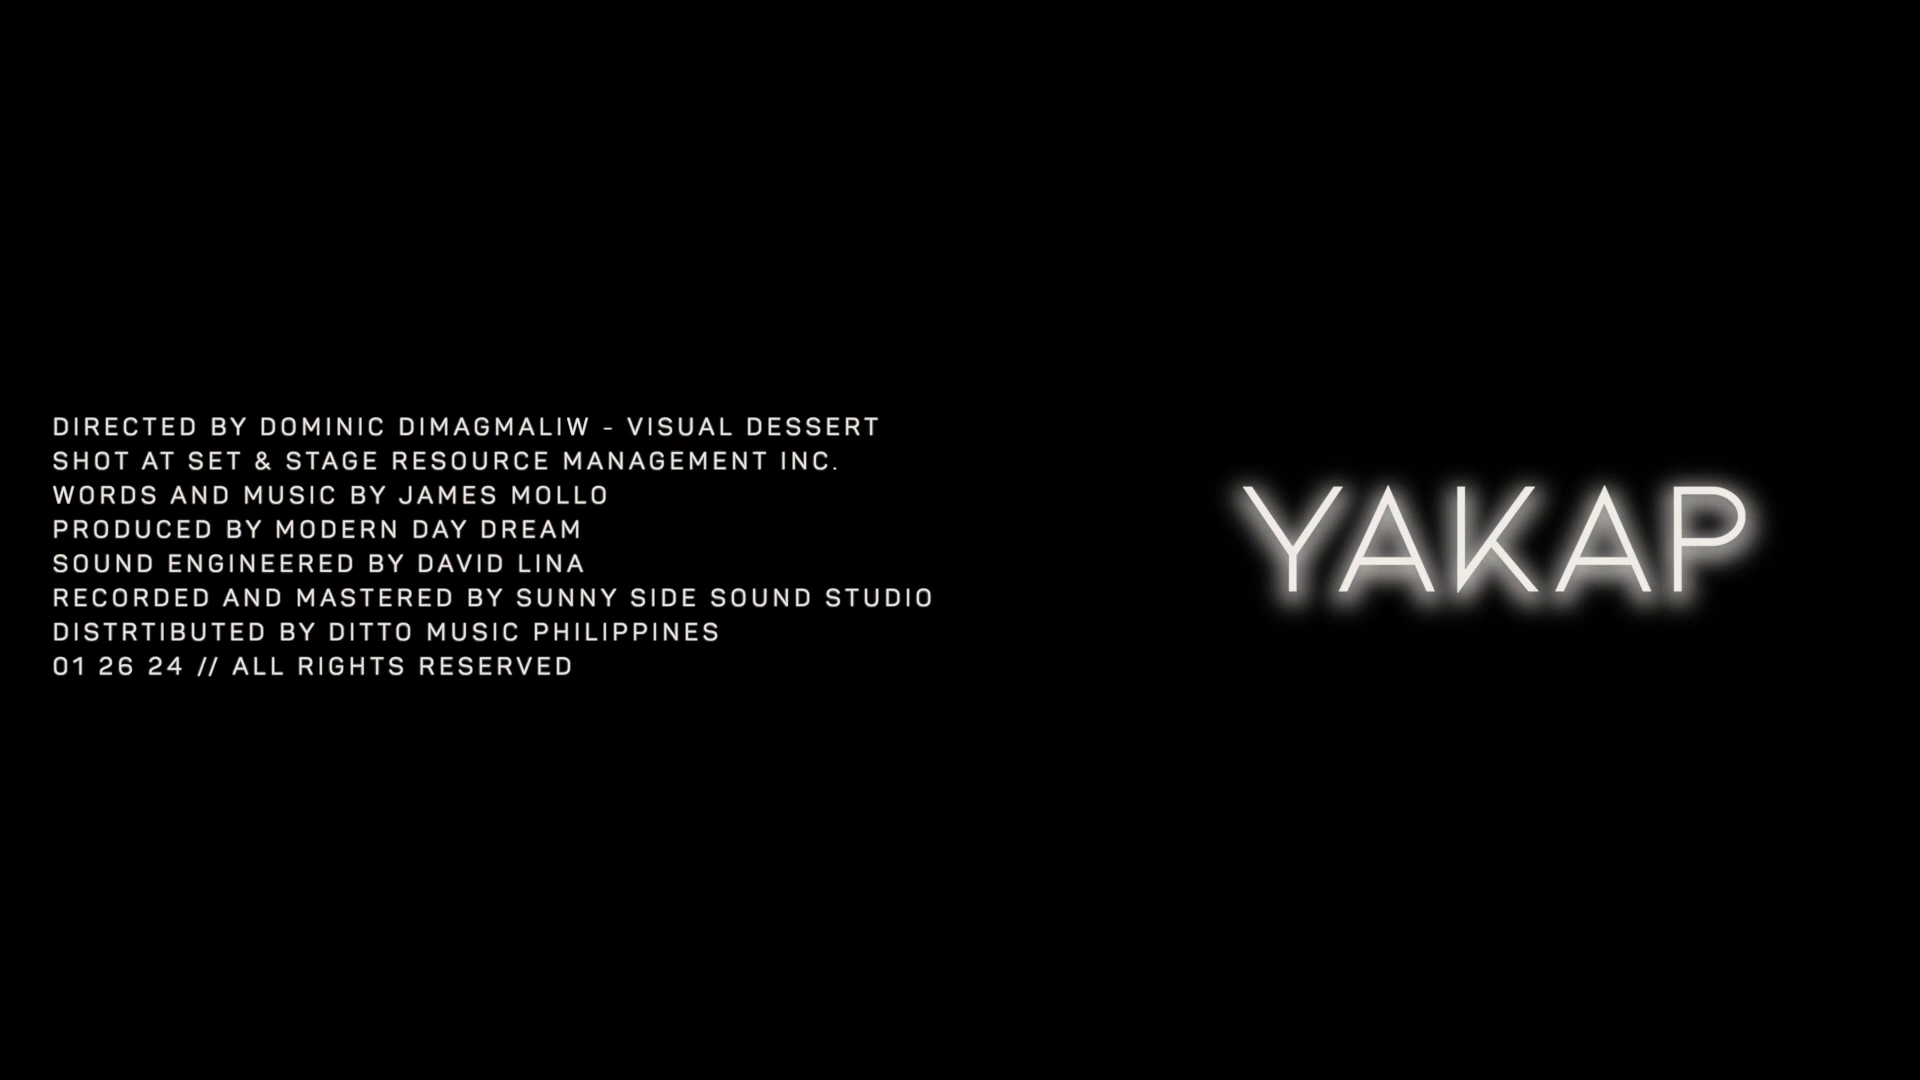 DIRECTED BY DOMINIC DIMAGMALIW - VISUAL DESSERT
SHOT AT SET & STAGE RESOURCE MANAGEMENT INC.
WORDS AND MUSIC BY JAMES MOLLO
PRODUCED BY MODERN DAY DREAM
SOUND ENGINEERED BY DAVID LINA
RECORDED AND MASTERED BY SUNNY SIDE SOUND STUDIO
DISTRTIBUTED BY DITTO MUSIC PHILIPPINES
01 26 24 // ALL RIGHTS RESERVED
YAKAP